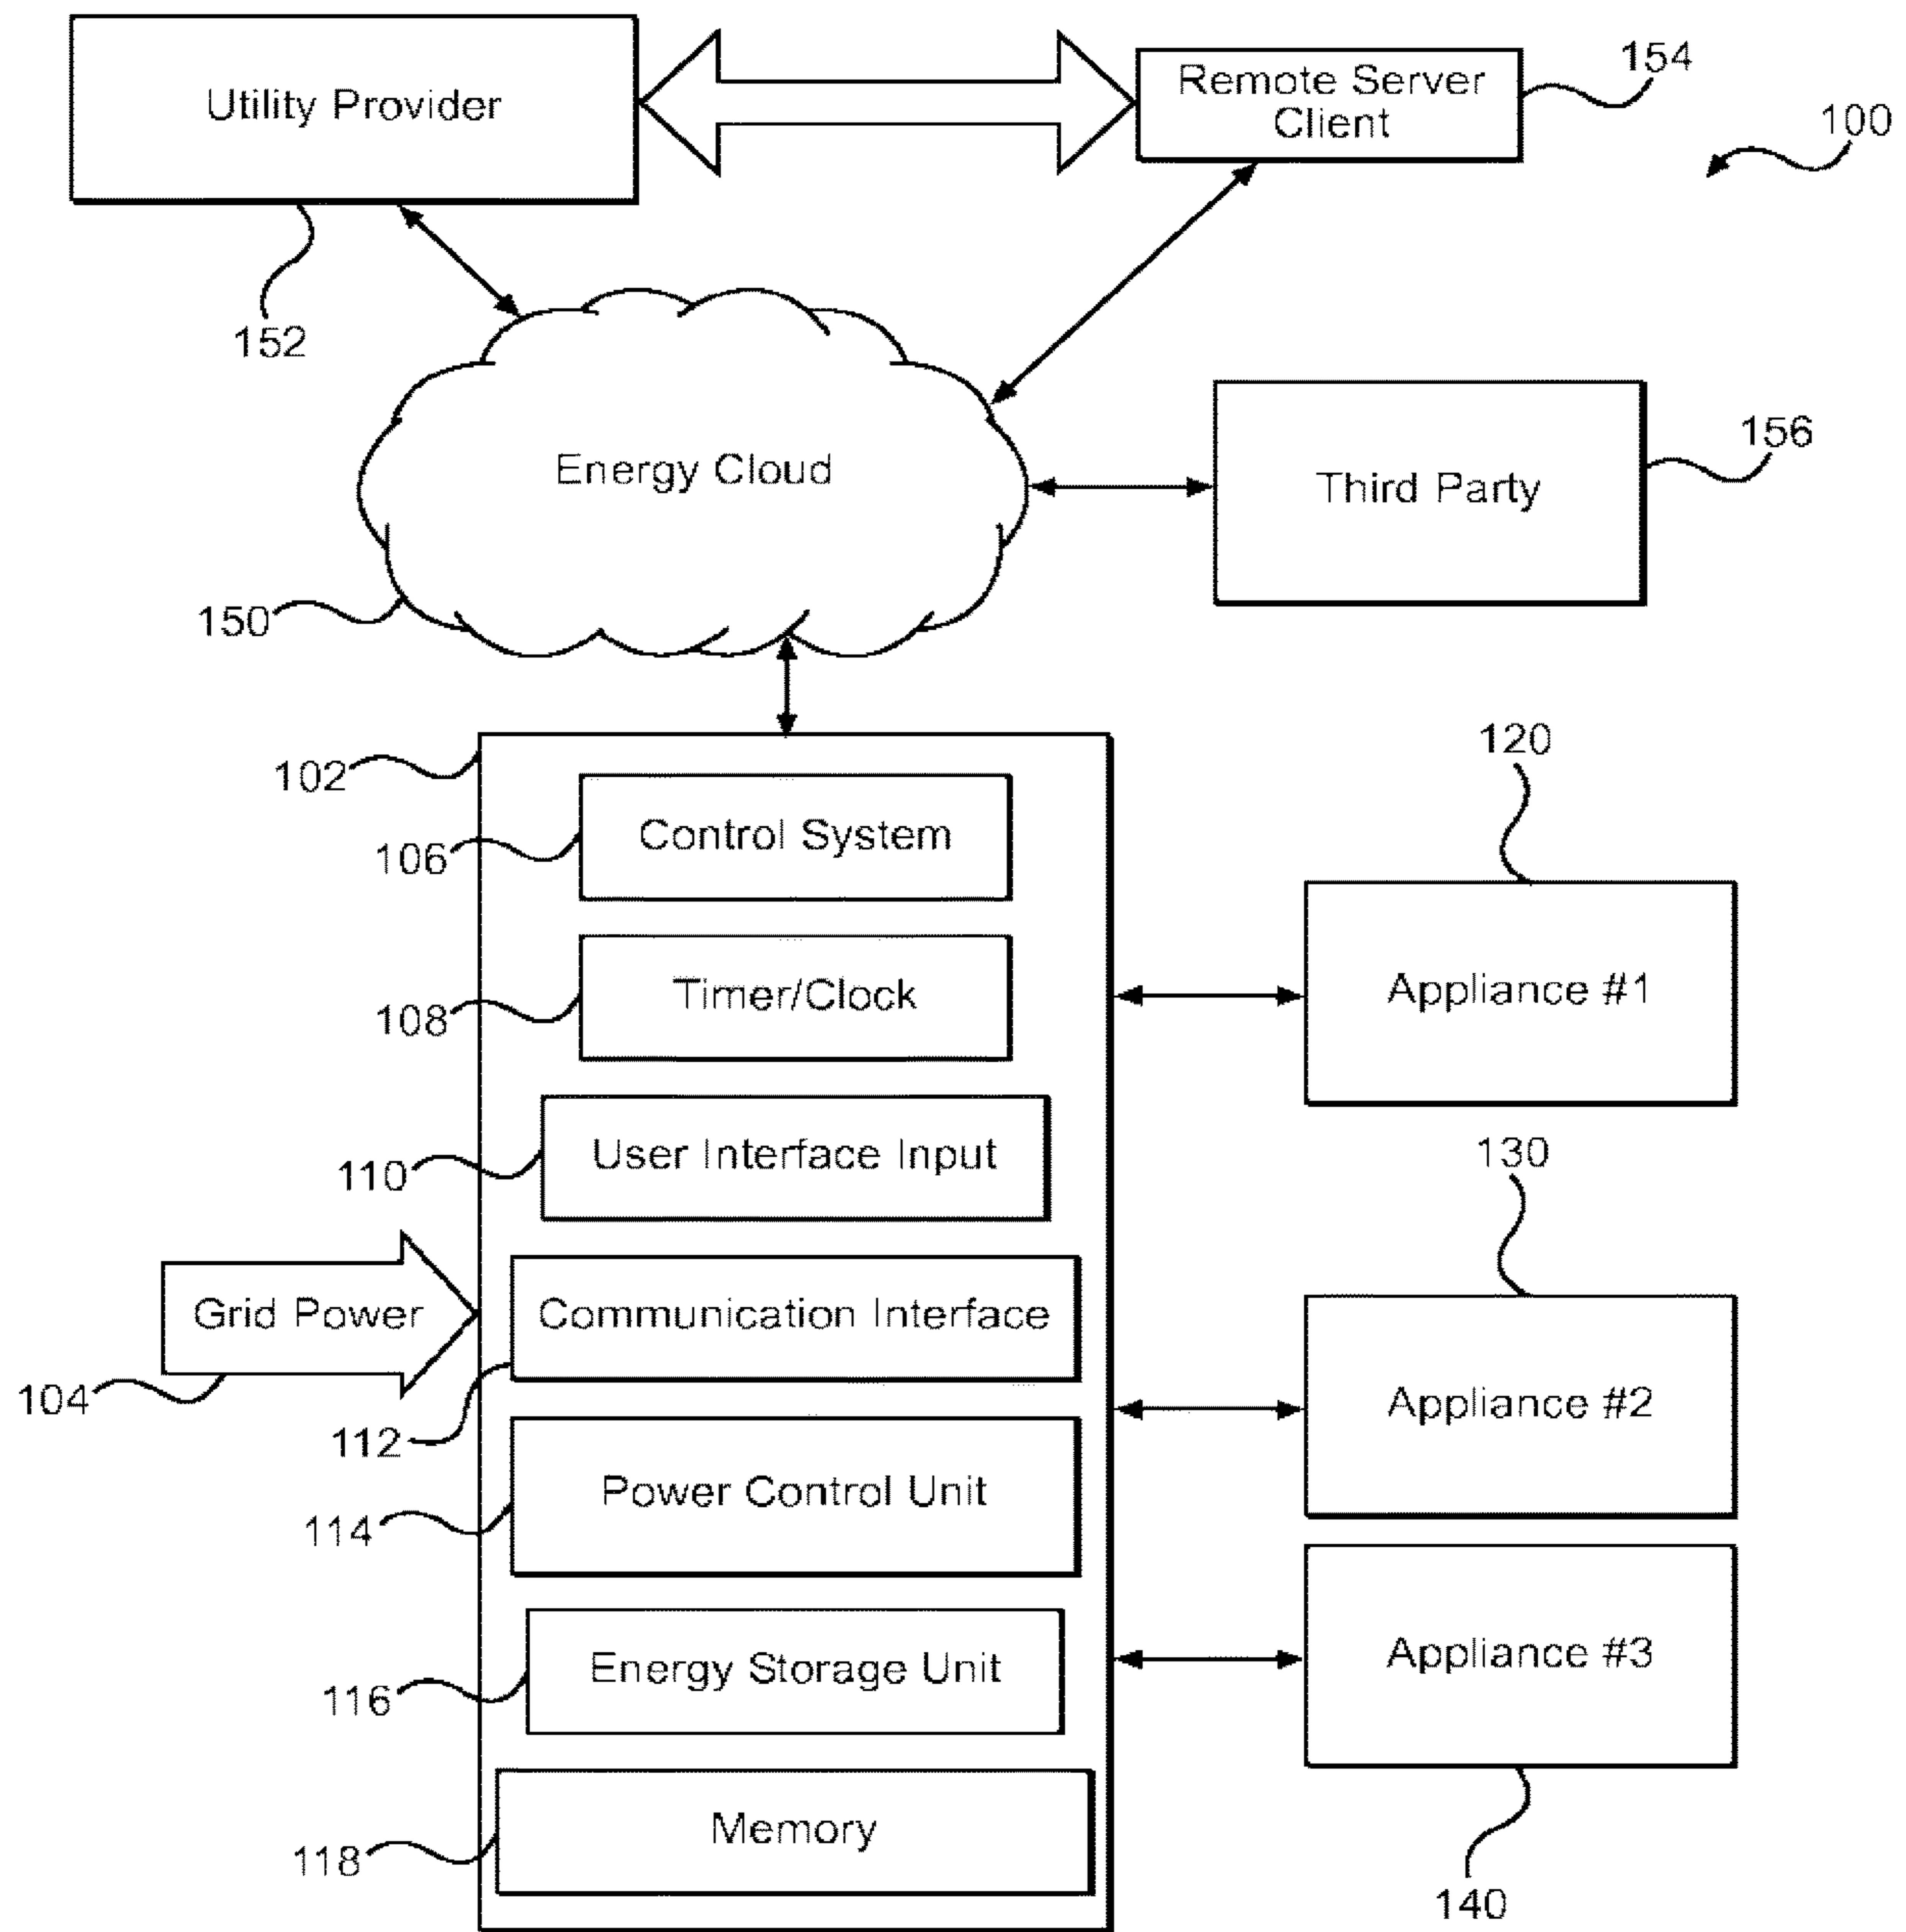 Utility Provider
Remote Server
Client
154
100
152
Energy Cloud
Third Party
156
150
102
Control System
106
120
Timer/Clock
108
Appliance #1
User Interface Input
110
130
Grid Power
104
Communication Interface
112
Appliance #2
Power Control Unit
114
Energy Storage Unit
116
Appliance #3
Memory
118
140